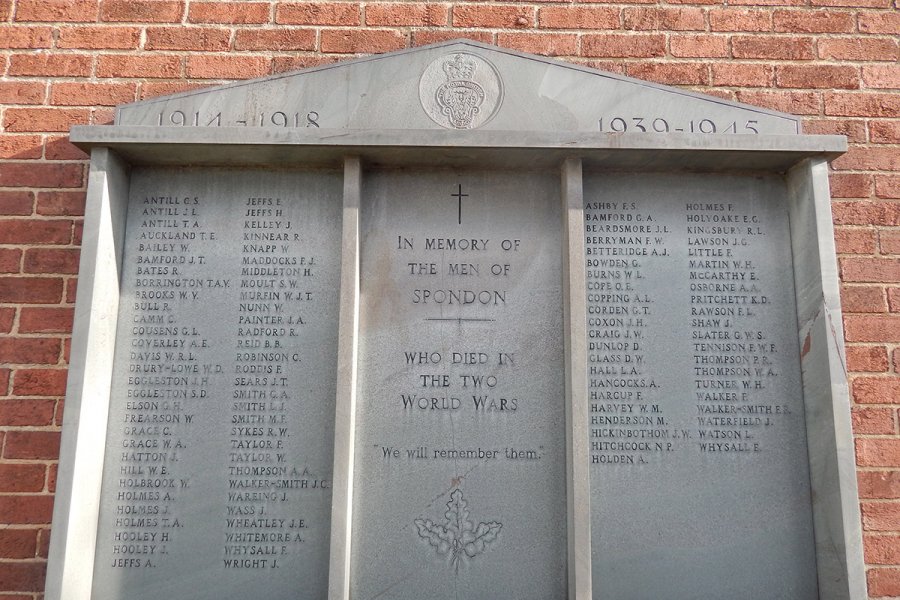 1914-1918
1939-1945
ANTILL C.S.
ANTILL J.L.
ANTILL T.A.
AUCKLAND T.E.
BAILEY W.
BAMFORD J.T.
BATES R.
BORRINGTON T.A.V.
BROOKS W.V.
BULL R.
CAMM C.
COUSENS G.L.
COVERLEY A.E.
DAVIS W.R.L.
DRURY-LOWE W.D.
EGGLESTON J.H.
EGGLESTON S.D.
ELSON G.H.
FREARSON W.
GRACE C.
GRACE W.A.
HATTON J.
HILL W.E.
HOLBROOK W.
HOLMES A.
HOLMES J.
HOLMES T.A.
HOOLEY H.
HOOLEY J.
JEFFS A.
JEFFS E.
JEFFS H.
KELLEY J.
KINNEAR R.
KNAPP W.
MADDOCKS F.J.
MIDDLETON H.
MOULT S.W.
MURFIN W.J.T.
NUNN W.
PAINTER J.A.
RADFORD R.
REID B.B.
ROBINSON C.
RODDIS F.
SEARS J.T.
SMITH C.A.
SMITH L.J.
SMITH M.F.
SYKES R.W.
TAYLOR F.
TAYLOR W.
THOMPSON A.A.
WALKER-SMITH J.C.
WAREING J.
WASS J.
WHEATLEY J.E.
WHITEMORE A.
WHYSALL F.
WRIGHT J.
IN MEMORY OF
THE MEN OF
SPONDON
WHO DIED IN
THE TWO
WORLD WARS
"We will remember them."
ASHBY F.S.
BAMFORD G.A.
BEARDSMORE J.L.
BERRYMAN F.W.
BETTERIDGE A.J.
BOWDEN G.
BURNS W.L.
COPE O.E.
COPPING A.L.
CORDEN G.T.
COXON J.H.
CRAIG J.W.
DUNLOP D.
GLASS D.W.
HALL L.A.
HANCOCKS.A.
HARCUP F.
HARVEY W.M.
HENDERSON M.
HICKINBOTHOM J.W.
HITCHCOCK N.P.
HOLDEN A.
HOLMES F.
HOLYOAKE E.G.
KINGSBURY R.L.
LAWSON J.G.
LITTLE F.
MARTIN W.H.
McCARTHY E.
OSBORNE A.A.
PRITCHETT K.D.
RAWSON F.L.
SHAW J.
SLATER G.W.S.
TENNISON F.W.F.
THOMPSON P.R.
THOMPSON W.A.
TURNER W.H.
WALKER F.
WALKER-SMITH F.R.
WATERFIELD J.
WATSON L.
WHYSALL E.